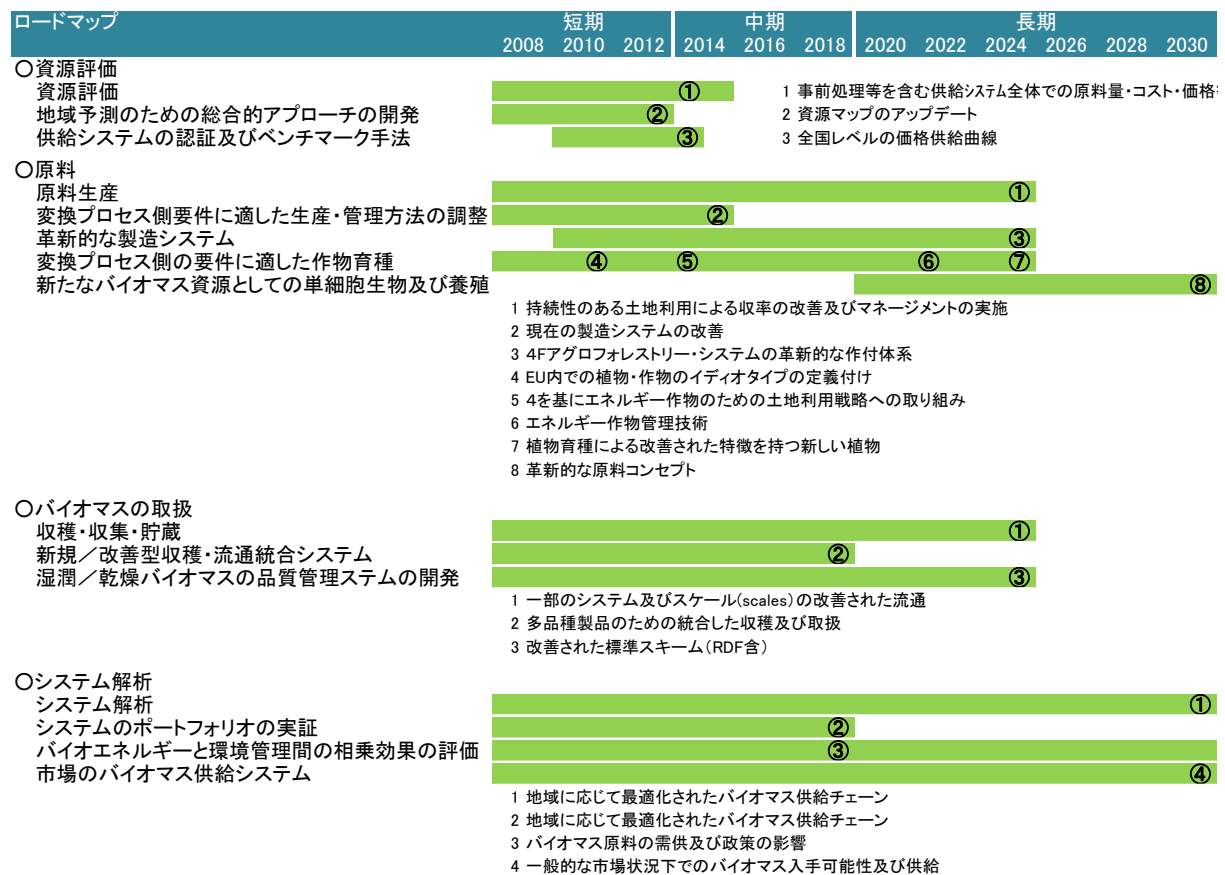 ロードマップ 短期 中期 長期
2008 2010 2012 2014 2016 2018 2020 2022 2024 2026 2028 2030
○資源評価
資源評価 ① 1 事前処理等を含む供給システム全体での原料量・コスト・価格
地域予測のための総合的アプローチの開発 ② 2 資源マップのアップデート
供給システムの認証及びベンチマーク手法 ③ 3 全国レベルの価格供給曲線
○原料
原料生産 ①
変換プロセス側要件に適した生産・管理方法の調整 ②
革新的な製造システム ③
変換プロセス側の要件に適した作物育種 ④ ⑤ ⑥ ⑦
新たなバイオマス資源としての単細胞生物及び養殖 ⑧
1 持続性のある土地利用による収率の改善及びマネージメントの実施
2 現在の製造システムの改善
3 4Fアグロフォレストリー・システムの革新的な作付体系
4 EU内での植物・作物のイディオタイプの定義付け
5 4を基にエネルギー作物のための土地利用戦略への取り組み
6 エネルギー作物管理技術
7 植物育種による改善された特徴を持つ新しい植物
8 革新的な原料コンセプト
○バイオマスの取扱
収穫・収集・貯蔵 ①
新規／改善型収穫・流通統合システム ②
湿潤／乾燥バイオマスの品質管理ステムの開発 ③
1 一部のシステム及びスケール(scales)の改善された流通
2 多品種製品のための統合した収穫及び取扱
3 改善された標準スキーム(RDF含)
○システム解析
システム解析 ①
システムのポートフォリオの実証 ②
バイオエネルギーと環境管理間の相乗効果の評価 ③
市場のバイオマス供給システム ④
1 地域に応じて最適化されたバイオマス供給チェーン
2 地域に応じて最適化されたバイオマス供給チェーン
3 バイオマス原料の需供及び政策の影響
4 一般的な市場状況下でのバイオマス入手可能性及び供給